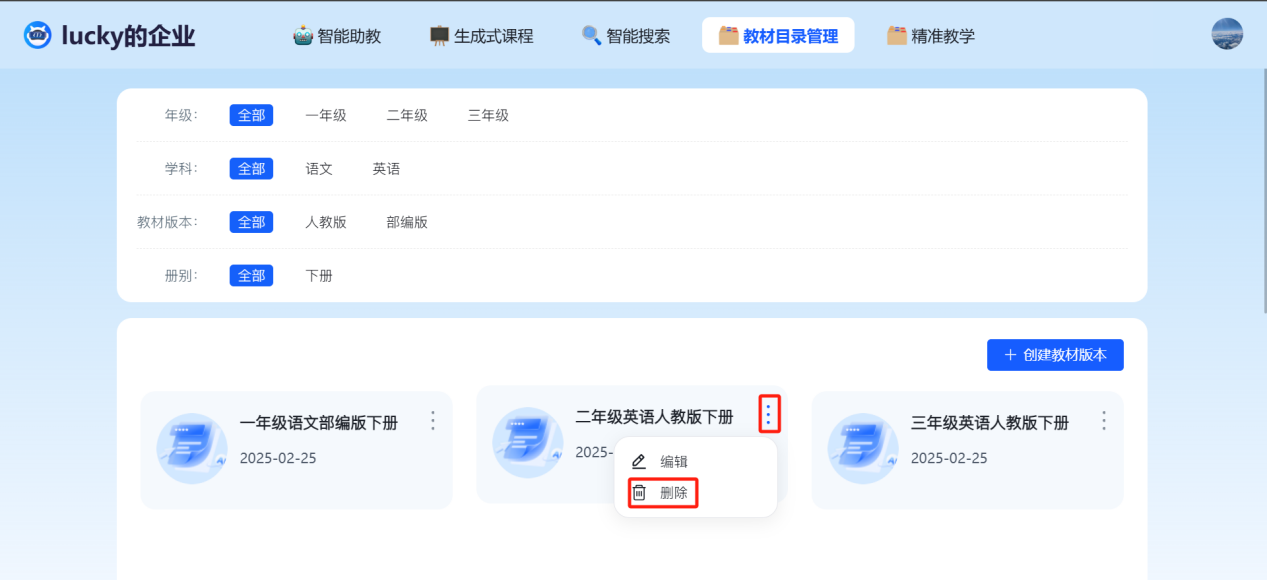 lucky的企业 智能助教 生成式课程 智能搜索 教材目录管理 精准教学
年级: 全部 一年级 二年级 三年级
学科: 全部 语文 英语
教材版本: 全部 人教版 部编版
册别: 全部 下册
+ 创建教材版本
一年级语文部编版下册
2025-02-25
二年级英语人教版下册
2025-
编辑
删除
三年级英语人教版下册
2025-02-25